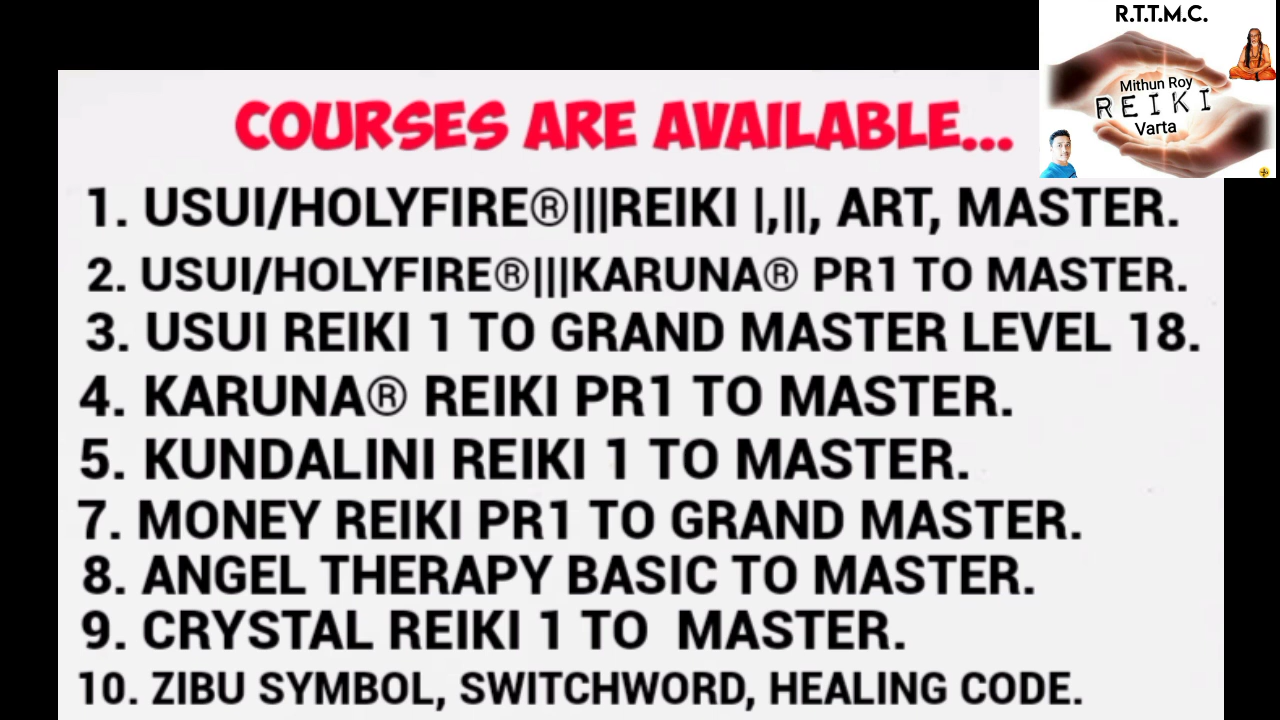 R.T.T.M.C.
Mithun Roy
REIKI
Varta
COURSES ARE AVAILABLE...
1. USUI/HOLYFIRE®|||REIKI |,||, ART, MASTER.
2. USUI/HOLYFIRE®|||KARUNA® PR1 TO MASTER.
3. USUI REIKI 1 TO GRAND MASTER LEVEL 18.
4. KARUNA® REIKI PR1 TO MASTER.
5. KUNDALINI REIKI 1 TO MASTER.
7. MONEY REIKI PR1 TO GRAND MASTER.
8. ANGEL THERAPY BASIC TO MASTER.
9. CRYSTAL REIKI 1 TO  MASTER.
10. ZIBU SYMBOL, SWITCHWORD, HEALING CODE.